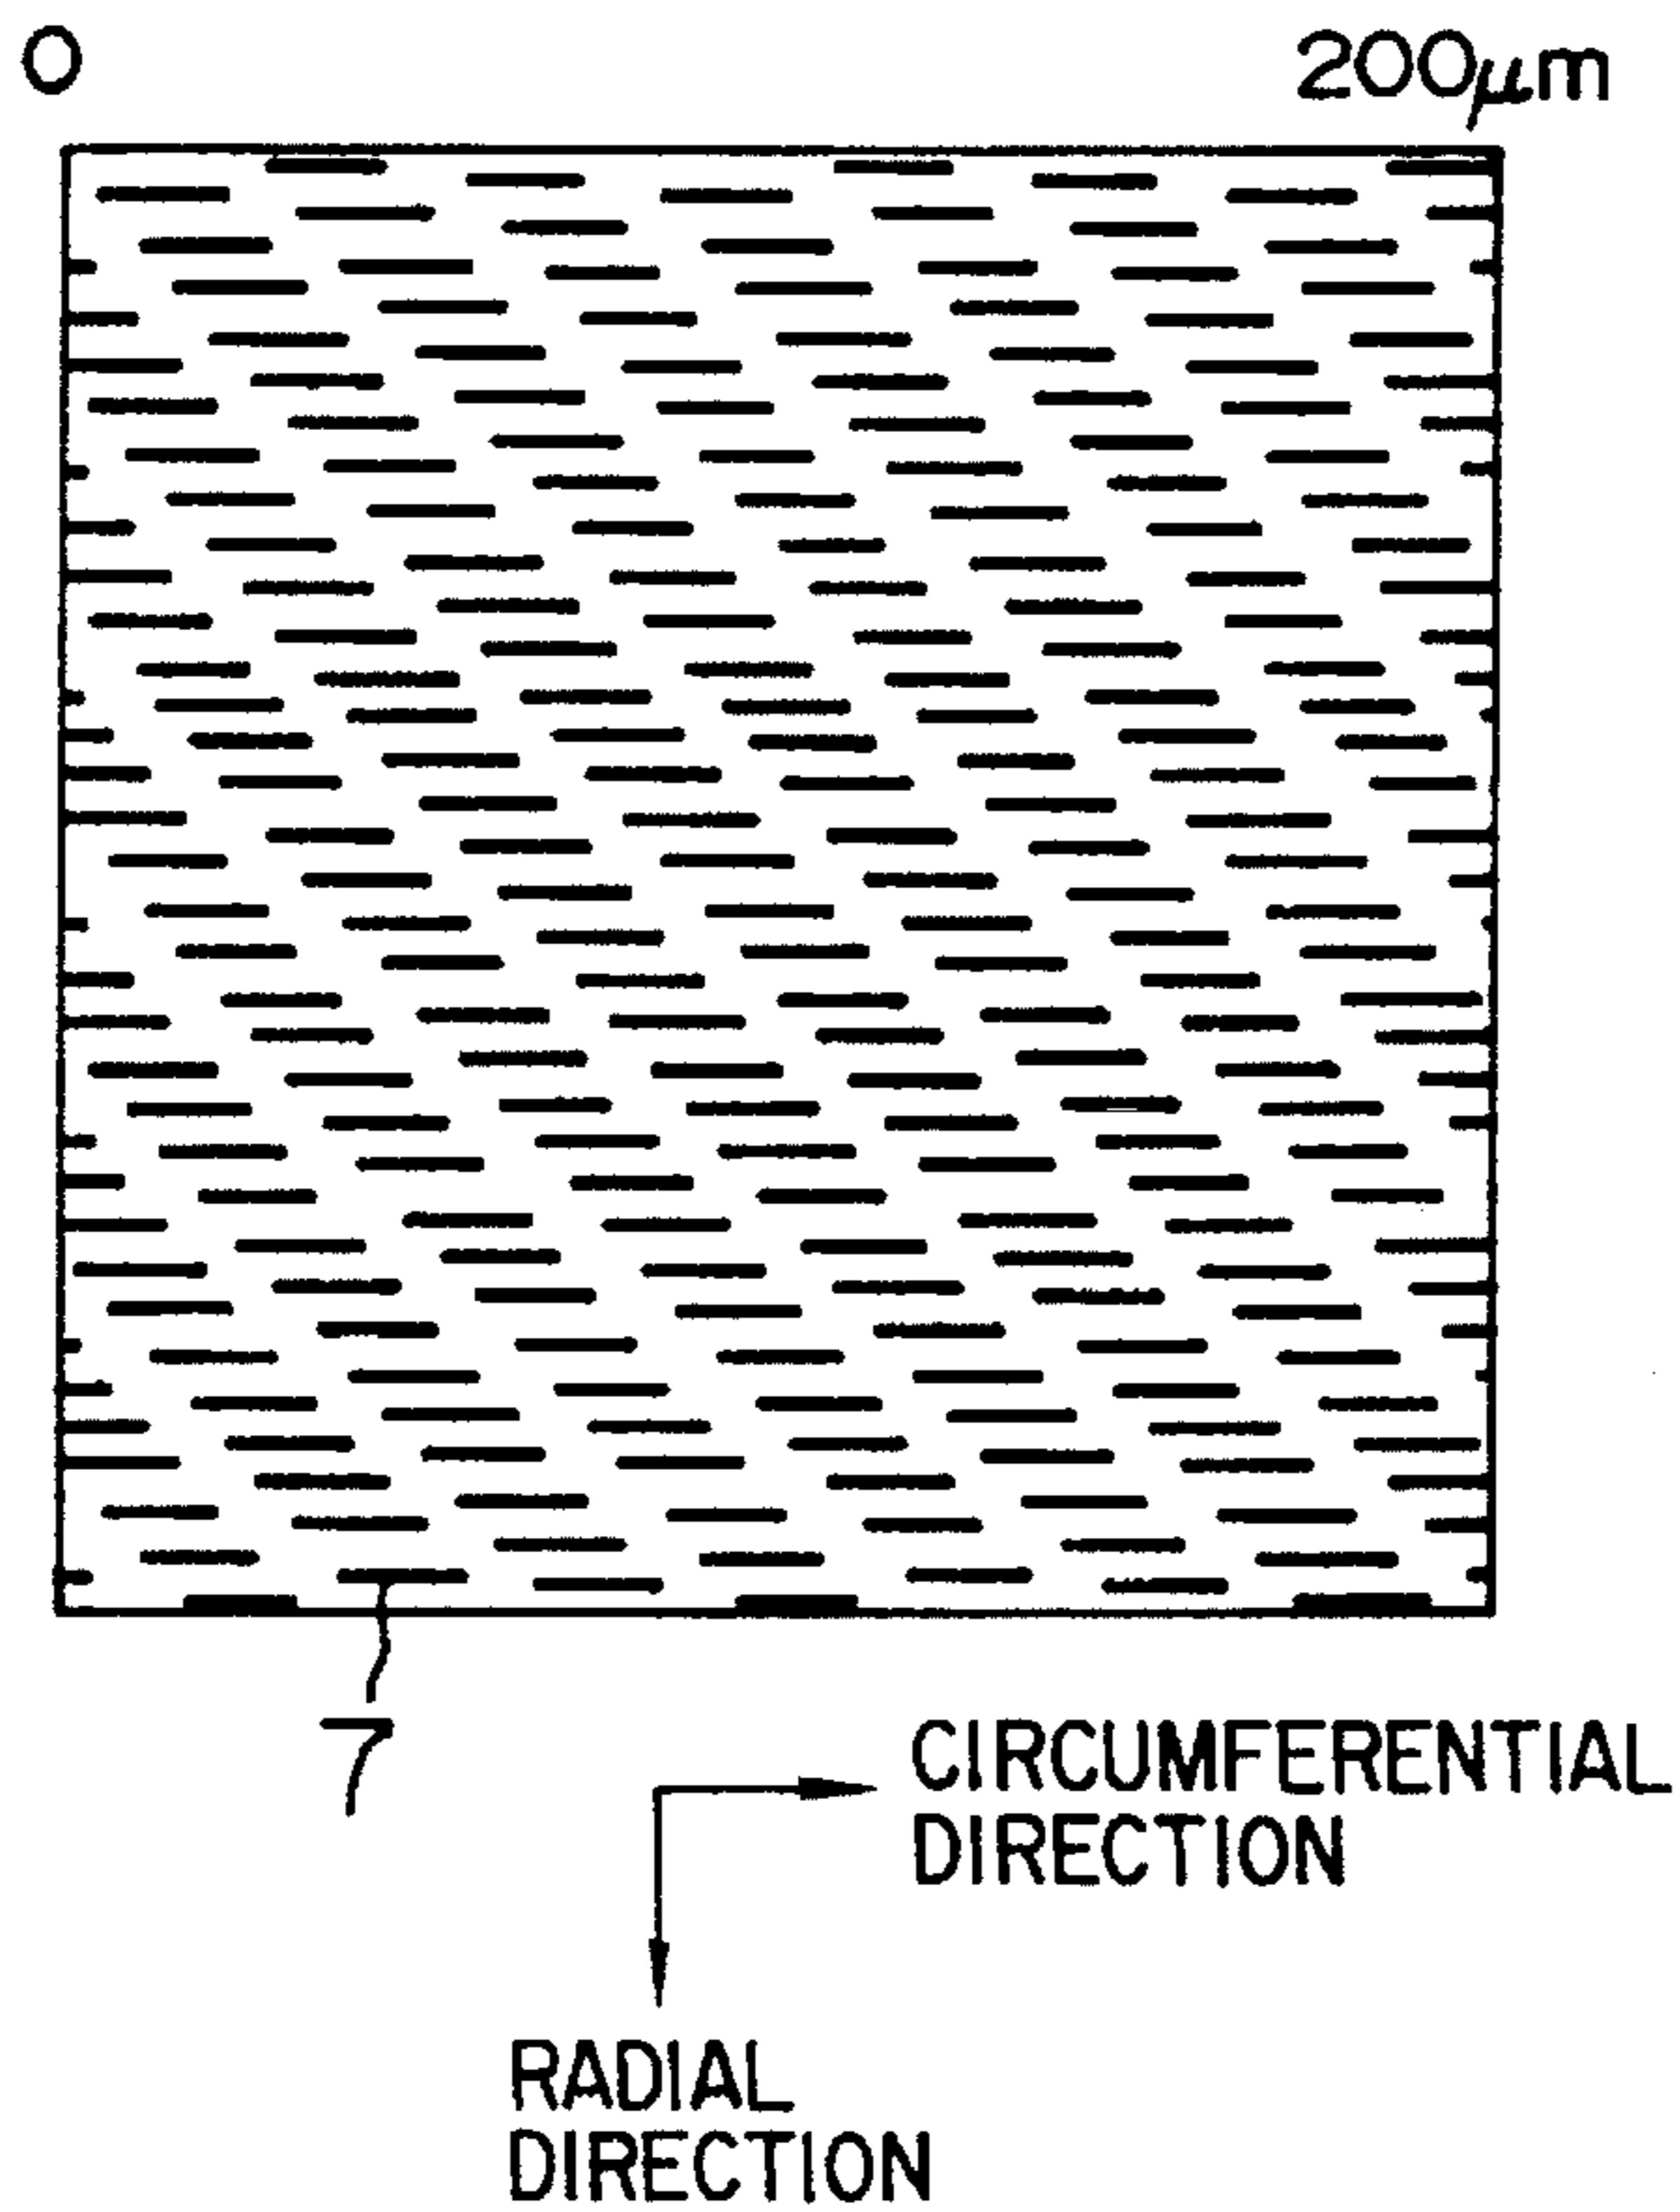 0
200μm
7
CIRCUMFERENTIAL
DIRECTION
RADIAL
DIRECTION